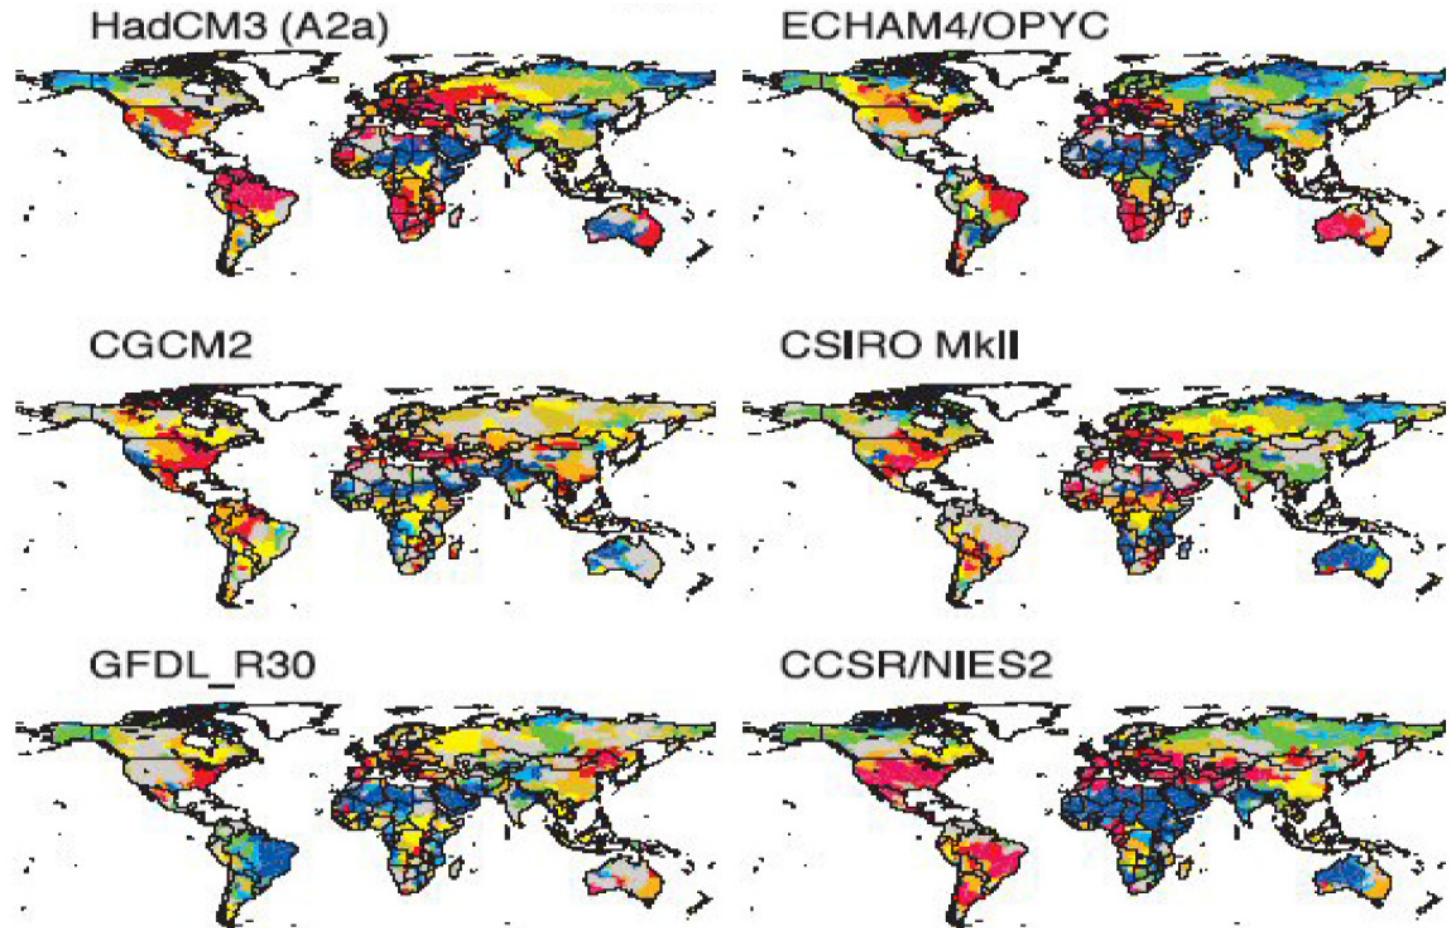 HadCM3 (A2a)
ECHAM4/OPYC
CGCM2
CSIRO MkII
GFDL_R30
CCSR/NIES2